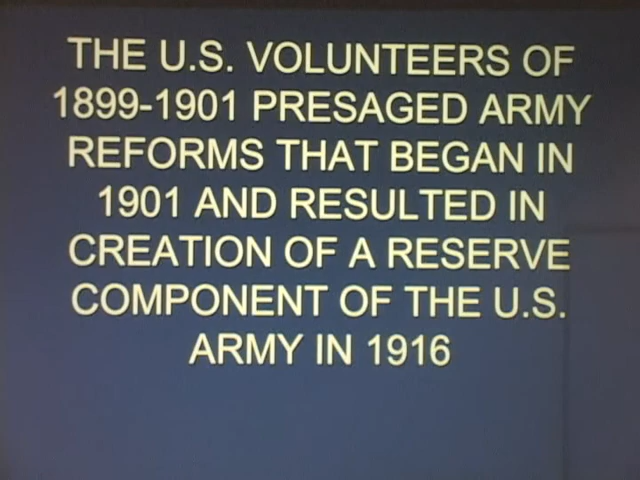 THE U.S. VOLUNTEERS OF
1899-1901 PRESAGED ARMY
REFORMS THAT BEGAN IN
1901 AND RESULTED IN
CREATION OF A RESERVE
COMPONENT OF THE U.S.
ARMY IN 1916